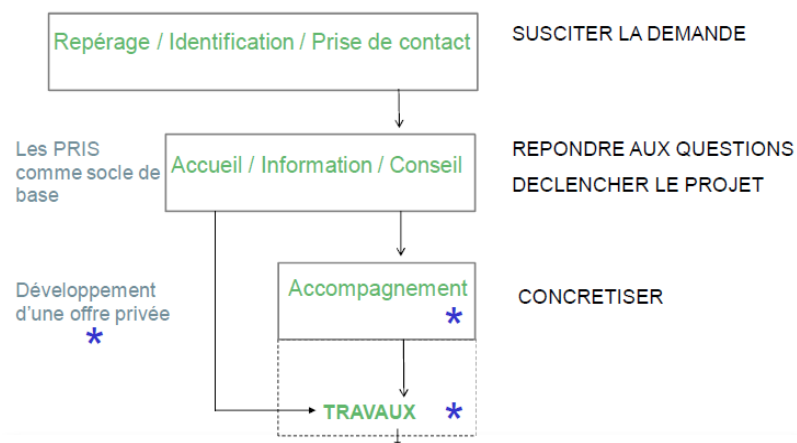 Repérage / Identification / Prise de contact
SUSCITER LA DEMANDE
Les PRIS
comme socle de
base
Accueil / Information / Conseil
REPONDRE AUX QUESTIONS
DECLENCHER LE PROJET
Développement
d'une offre privée
*
Accompagnement
*
CONCRETISER
TRAVAUX *